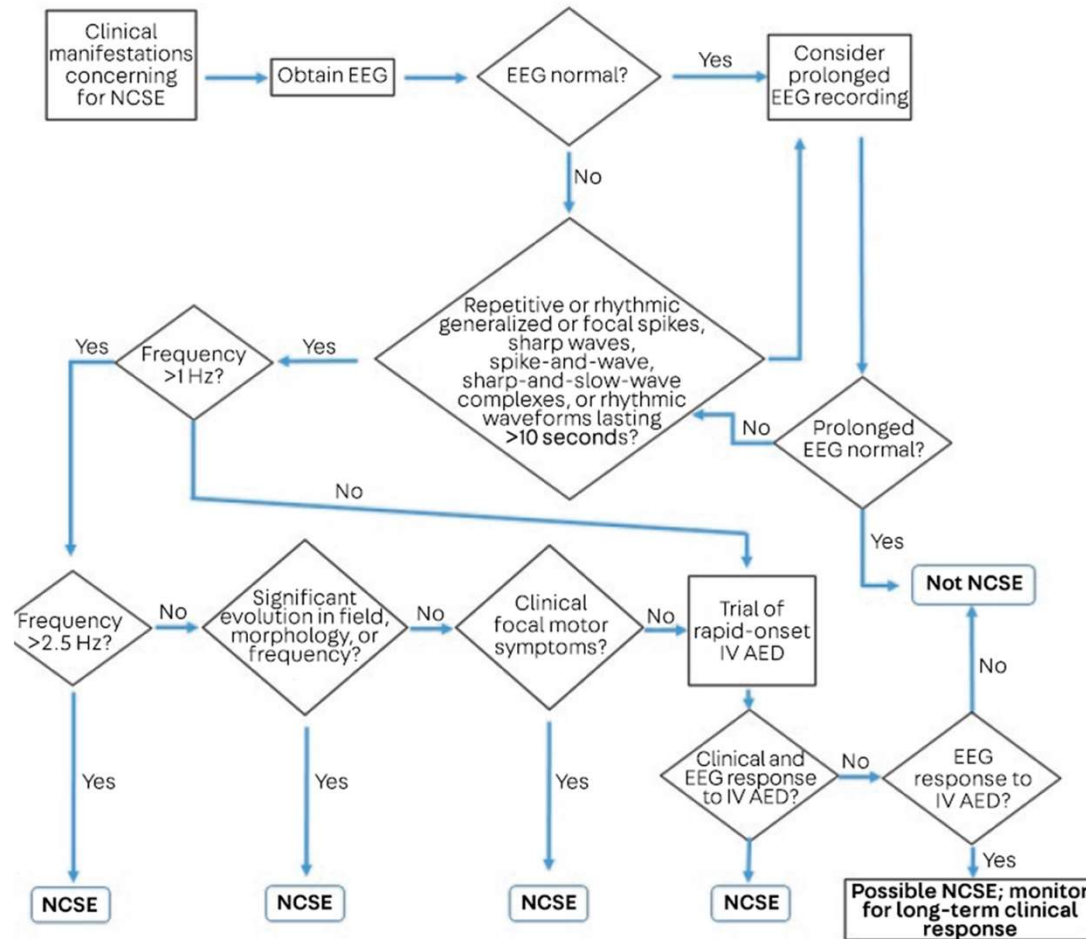 Clinical
manifestations
concerning
for NCSE
Obtain EEG
EEG normal?
Yes
Consider
prolonged
EEG recording
No
Repetitive or rhythmic
generalized or focal spikes,
sharp waves,
spike-and-wave,
sharp-and-slow-wave
complexes, or rhythmic
waveforms lasting
>10 seconds?
Yes
Frequency
>1 Hz?
Yes
No
Prolonged
EEG normal?
No
Yes
Not NCSE
Frequency
>2.5 Hz?
No
Significant
evolution in field,
morphology, or
frequency?
No
Clinical
focal motor
symptoms?
No
Trial of
rapid-onset
IV AED
No
Clinical and
EEG response
to IV AED?
No
EEG
response to
IV AED?
Yes
Yes
Yes
Yes
NCSE
NCSE
NCSE
NCSE
Possible NCSE; monitor
for long-term clinical
response